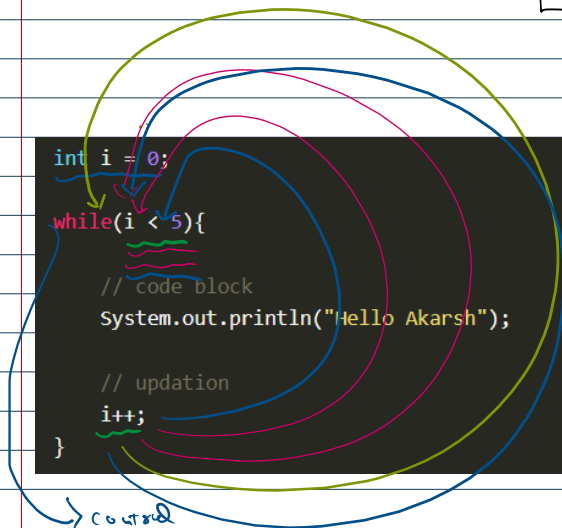 int i = 0;
while(i < 5){
// code block
System.out.println("Hello Akarsh");
// updation
i++;
}
control